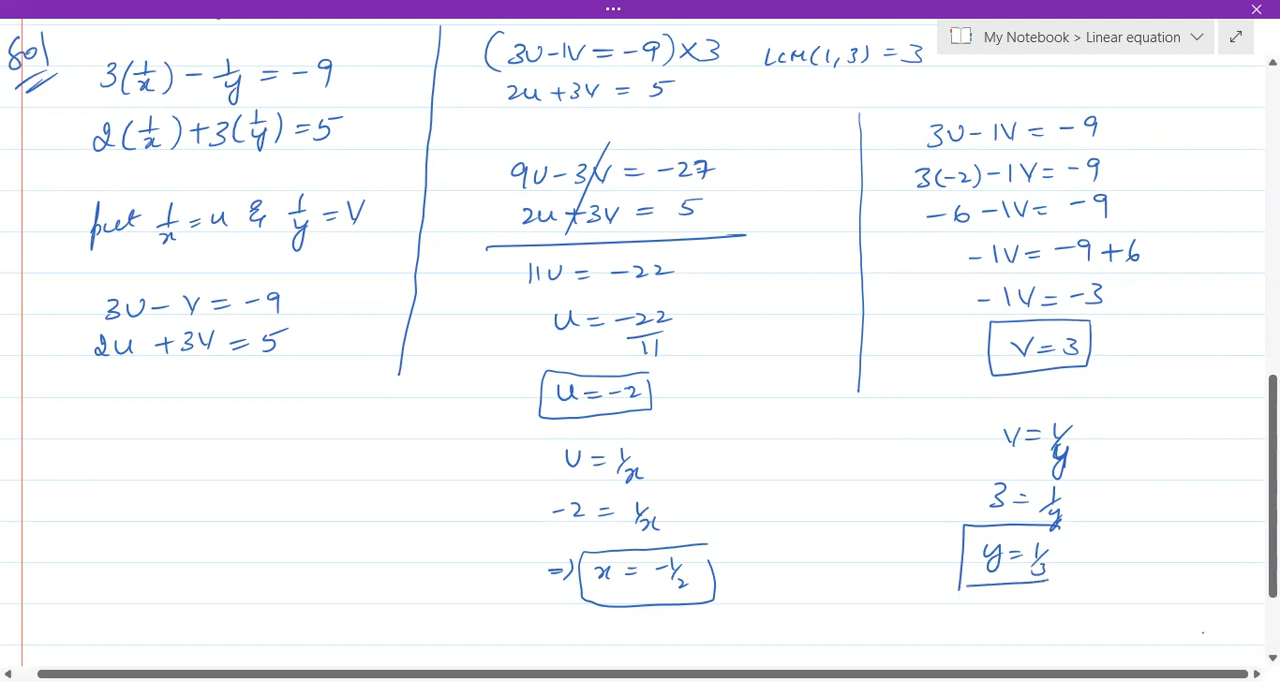 My Notebook > Linear equation
Sol
3(1/x) - 1/y = -9
2(1/x) + 3(1/y) = 5
put 1/x = u & 1/y = V
3U - V = -9
2u + 3V = 5
(3U - 1V = -9) × 3 LCM(1, 3) = 3
2u + 3V = 5
9U - 3V = -27
2u + 3V = 5
11U = -22
U = -22/11
U = -2
U = 1/x
-2 = 1/x
=) x = -1/2
3U - 1V = -9
3(-2) - 1V = -9
-6 - 1V = -9
-1V = -9 + 6
-1V = -3
V = 3
V = 1/y
3 = 1/y
y = 1/3